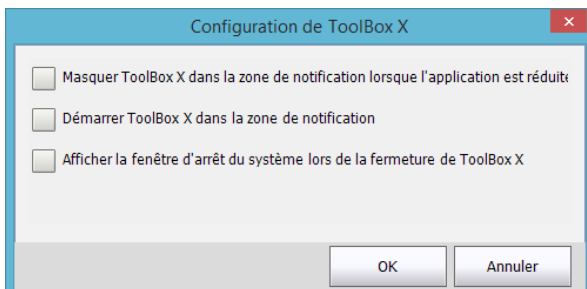 Configuration de ToolBox X
Masquer ToolBox X dans la zone de notification lorsque l'application est réduite
Démarrer ToolBox X dans la zone de notification
Afficher la fenêtre d'arrêt du système lors de la fermeture de ToolBox X
OK
Annuler